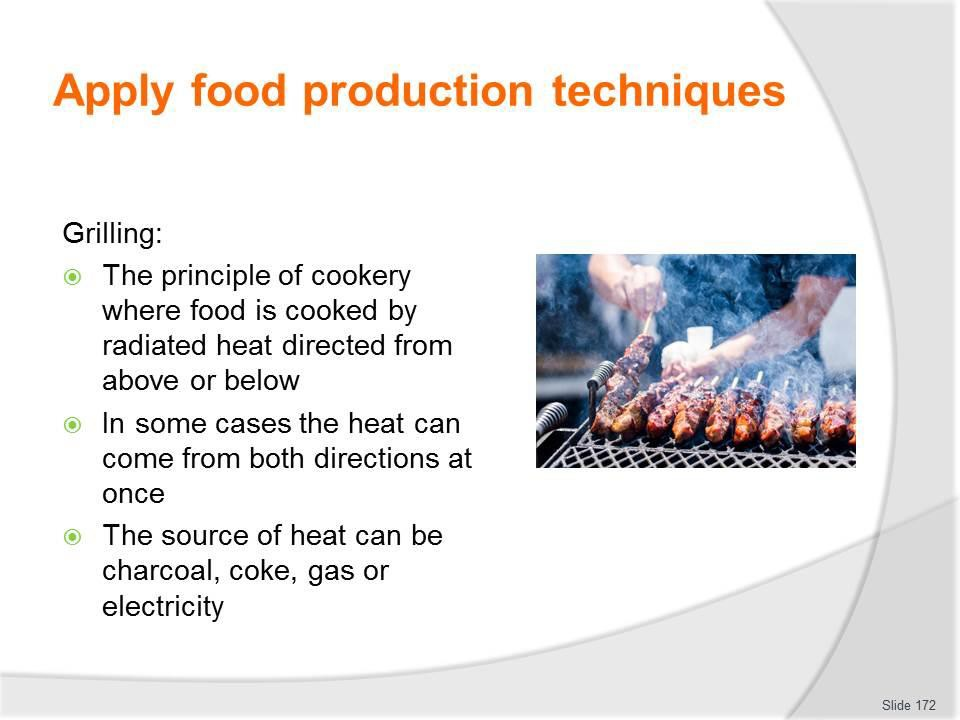 Apply food production techniques
Grilling:
The principle of cookery
where food is cooked by
radiated heat directed from
above or below
In some cases the heat can
come from both directions at
once
The source of heat can be
charcoal, coke, gas or
electricity
Slide 172